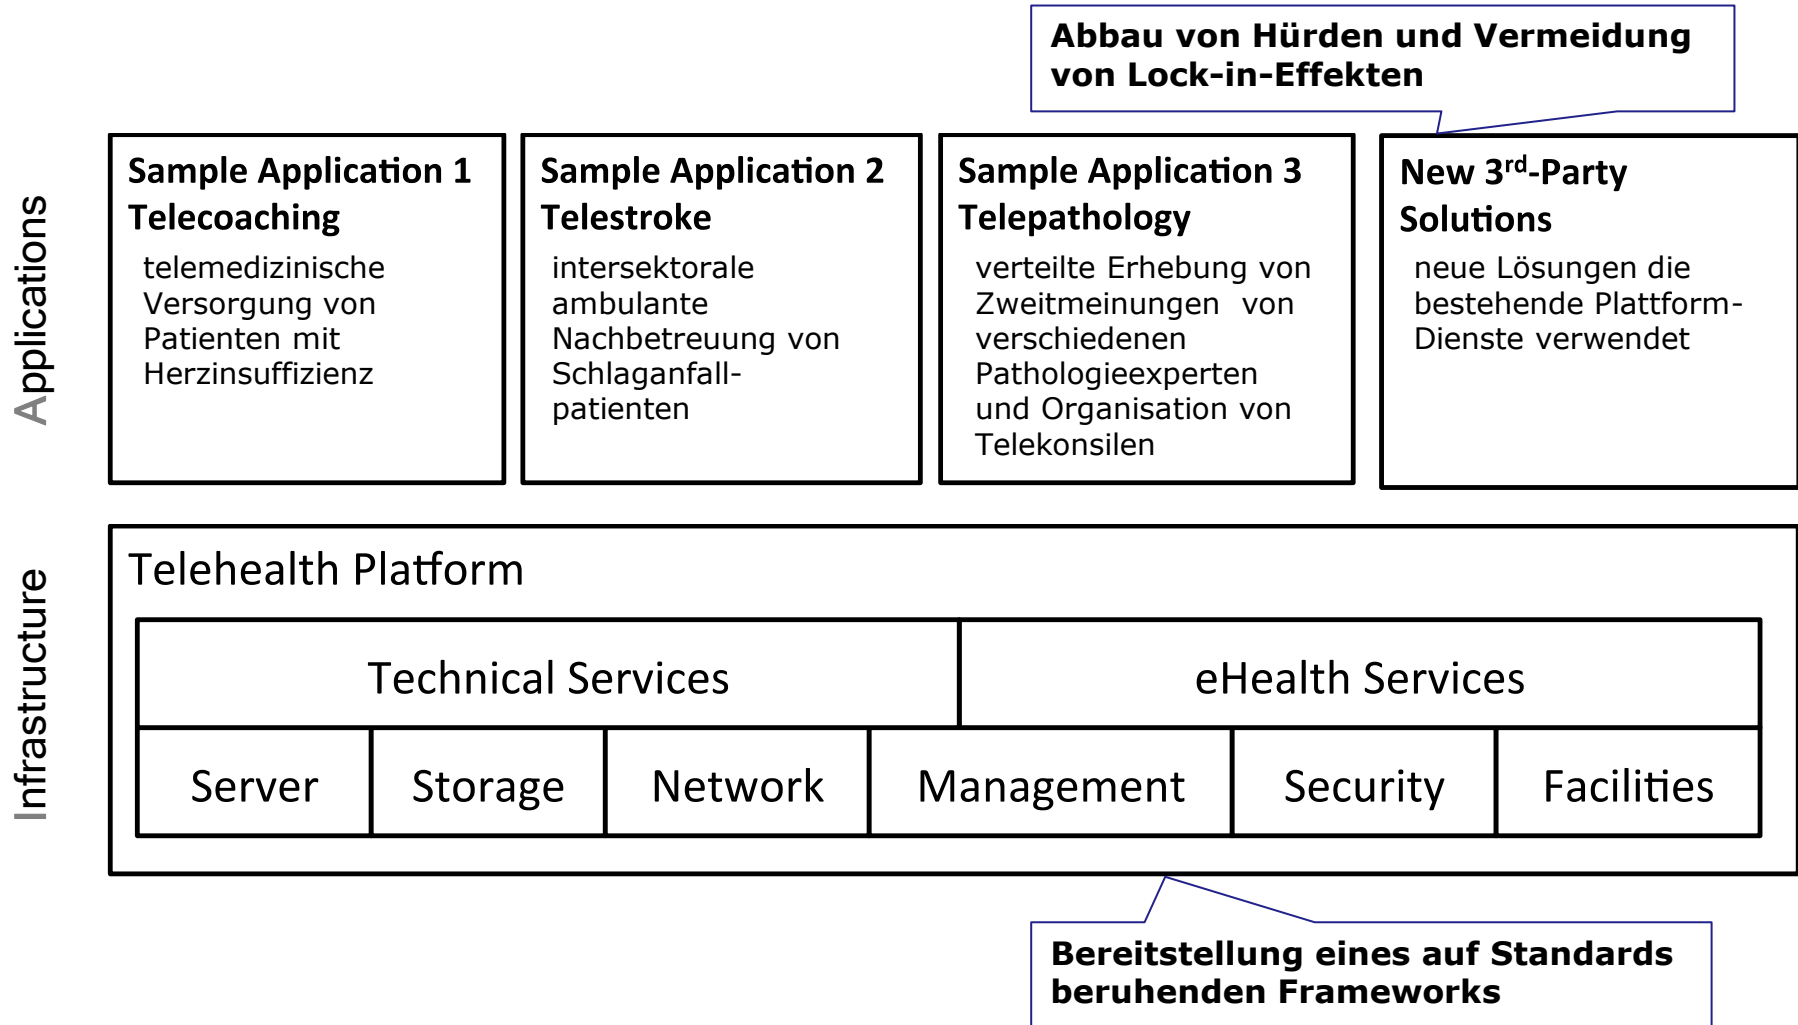 Abbau von Hürden und Vermeidung
von Lock-in-Effekten
Applications
Sample Application 1
Telecoaching
telemedizinische
Versorgung von
Patienten mit
Herzinsuffizienz
Sample Application 2
Telestroke
intersektorale
ambulante
Nachbetreuung von
Schlaganfall-
patienten
Sample Application 3
Telepathology
verteilte Erhebung von
Zweitmeinungen von
verschiedenen
Pathologieexperten
und Organisation von
Telekonsilen
New 3rd-Party
Solutions
neue Lösungen die
bestehende Plattform-
Dienste verwendet
Infrastructure
Telehealth Platform
Technical Services
eHealth Services
Server
Storage
Network
Management
Security
Facilities
Bereitstellung eines auf Standards
beruhenden Frameworks